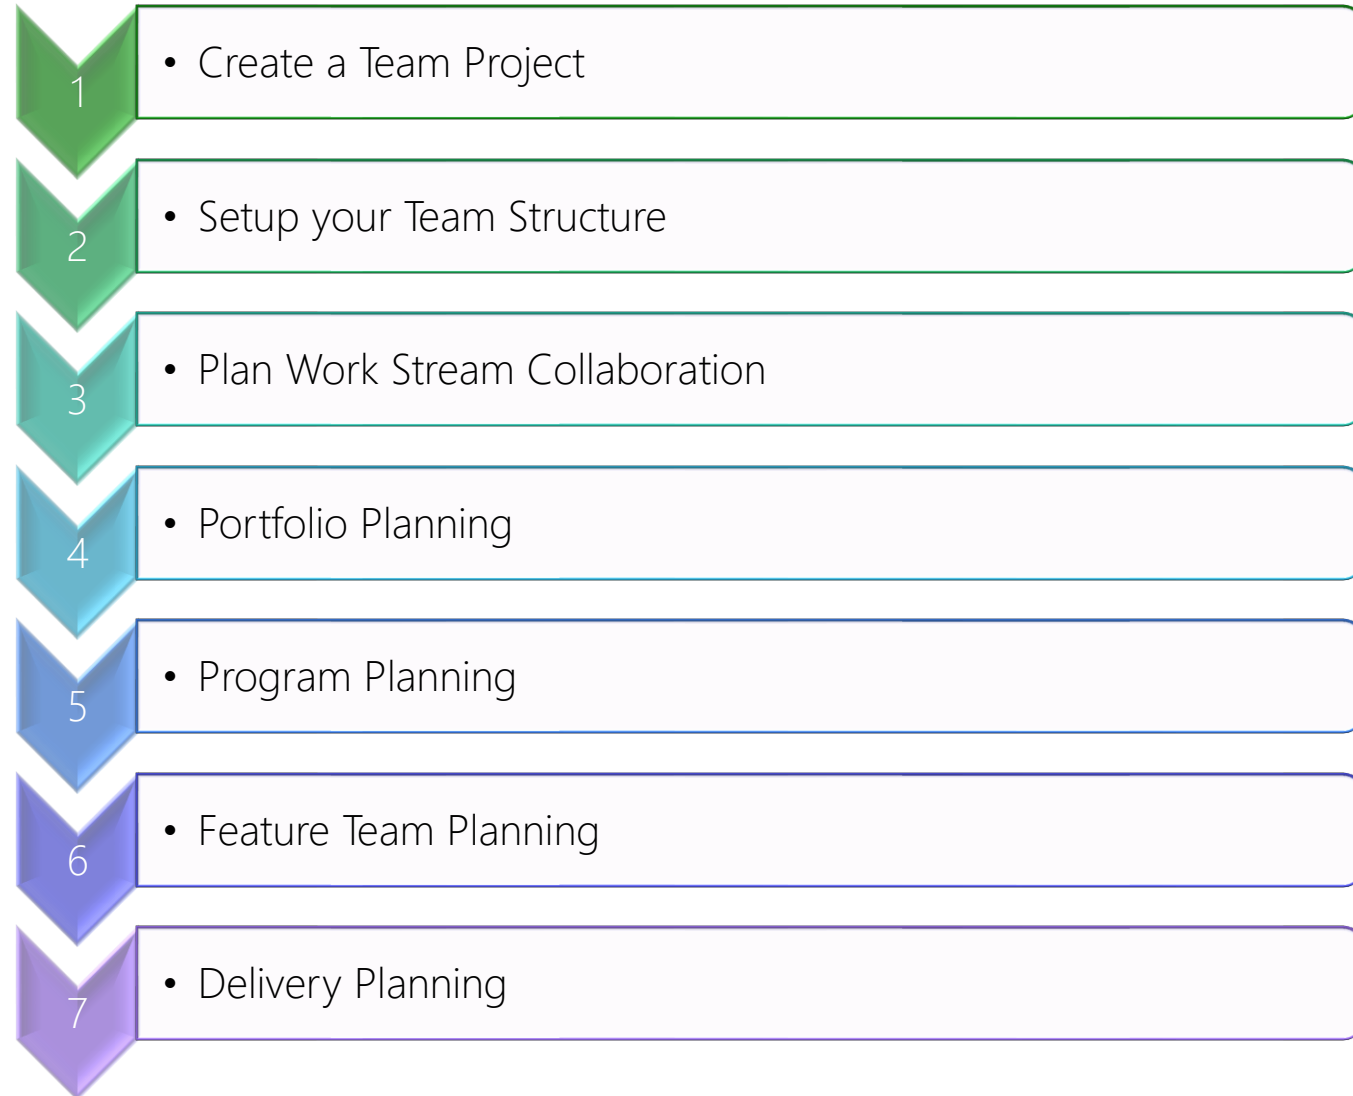 1
• Create a Team Project
2
• Setup your Team Structure
3
• Plan Work Stream Collaboration
4
• Portfolio Planning
5
• Program Planning
6
• Feature Team Planning
7
• Delivery Planning